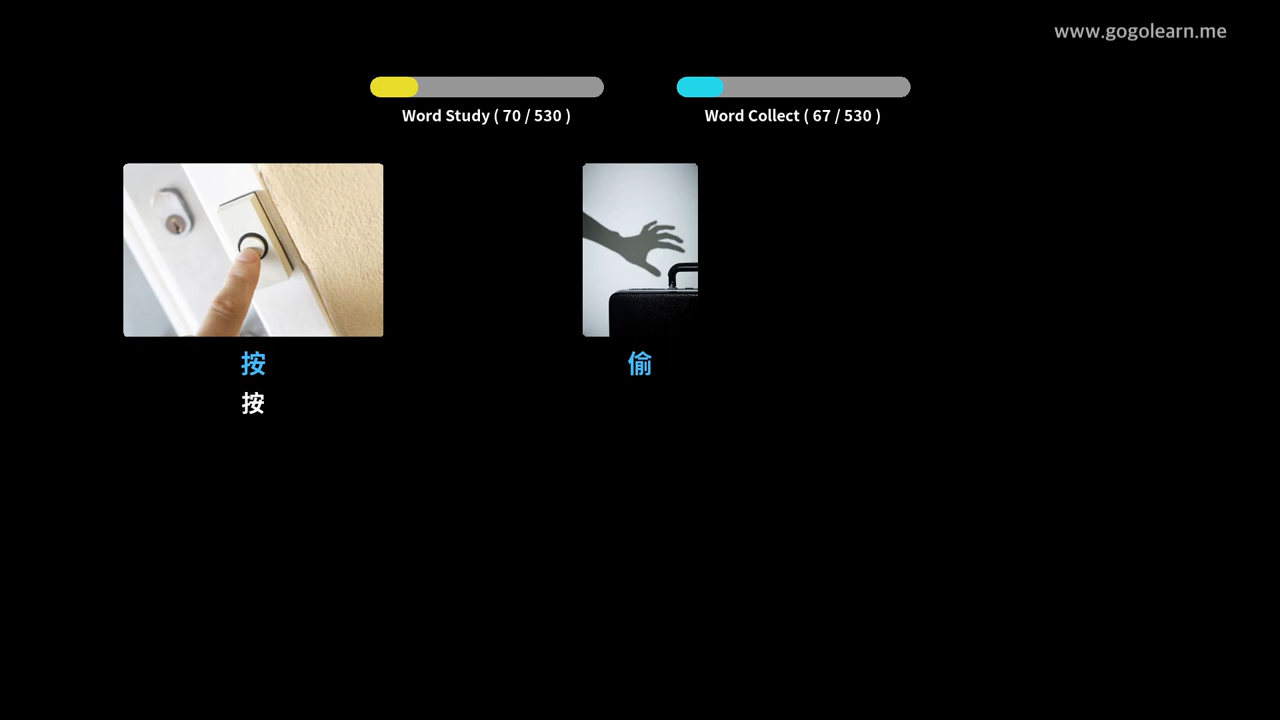 www.gogolearn.me
Word Study ( 70 / 530 )
Word Collect ( 67 / 530 )
按
偷
按